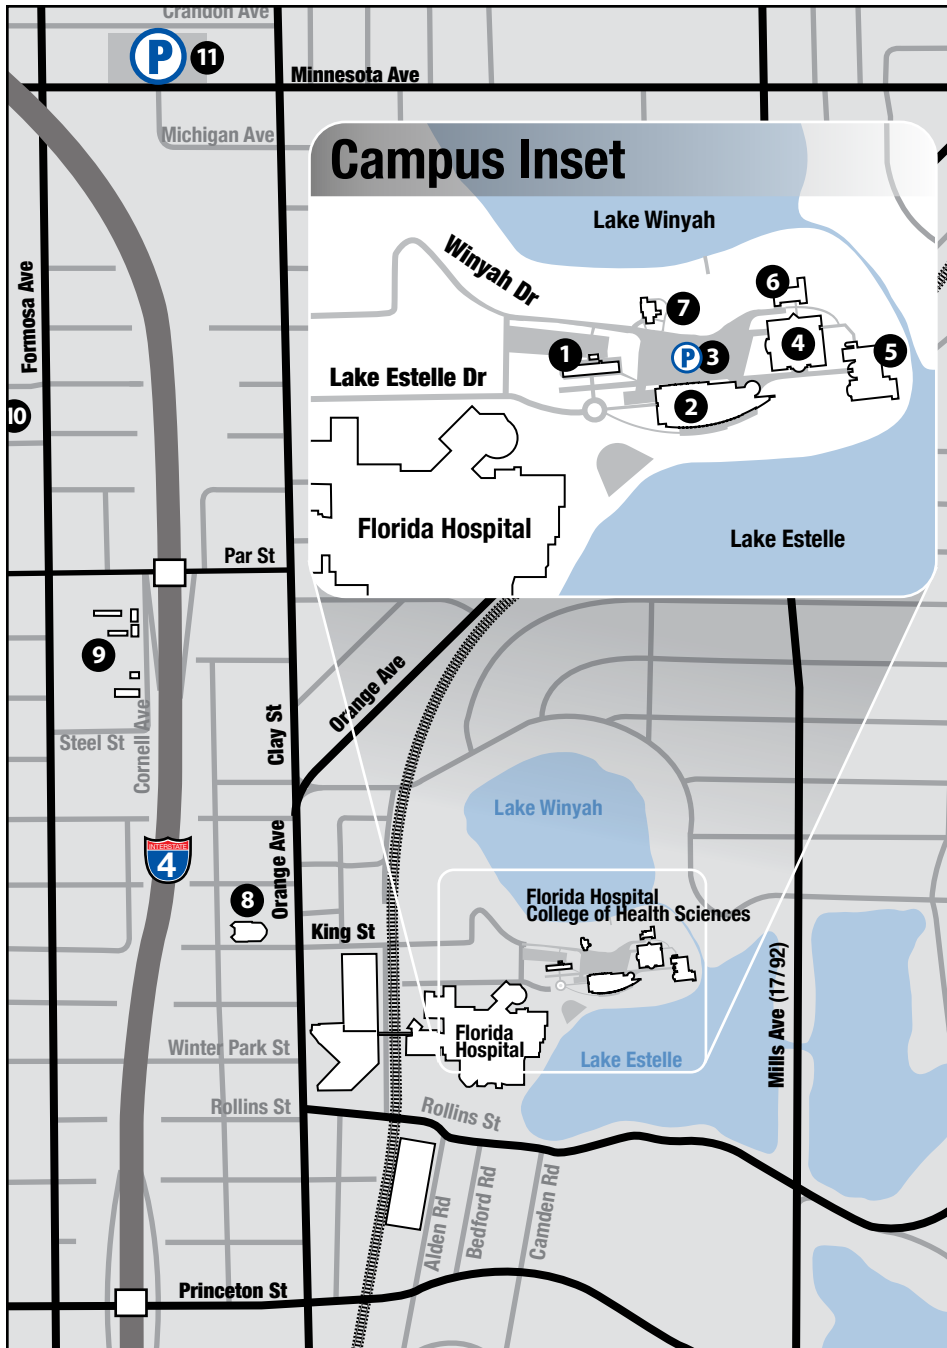 Crandon Ave
P
11
Minnesota Ave
Michigan Ave
Campus Inset
Lake Winyah
Winyah Dr
Formosa Ave
6
7
1
P
3
4
5
Lake Estelle Dr
2
10
Florida Hospital
Lake Estelle
Par St
9
Orange Ave
Steel St
Cornell Ave
Clay St
Lake Winyah
INTERSTATE
4
Orange Ave
8
King St
Florida Hospital
College of Health Sciences
Mills Ave (17/92)
Florida
Hospital
Lake Estelle
Winter Park St
Rollins St
Rollins St
Alden Rd
Bedford Rd
Camden Rd
Princeton St